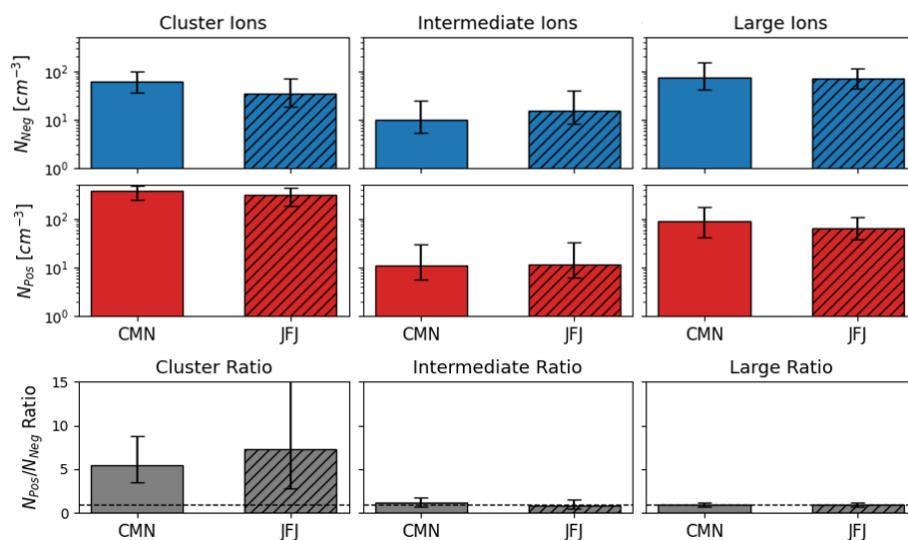 Cluster Ions Intermediate Ions Large Ions
N_Neg [cm^-3]
10^2
10^1
10^0
N_Pos [cm^-3]
10^2
10^1
10^0
CMN JFJ CMN JFJ CMN JFJ
Cluster Ratio Intermediate Ratio Large Ratio
N_Pos/N_Neg Ratio
15
10
5
0
CMN JFJ CMN JFJ CMN JFJ